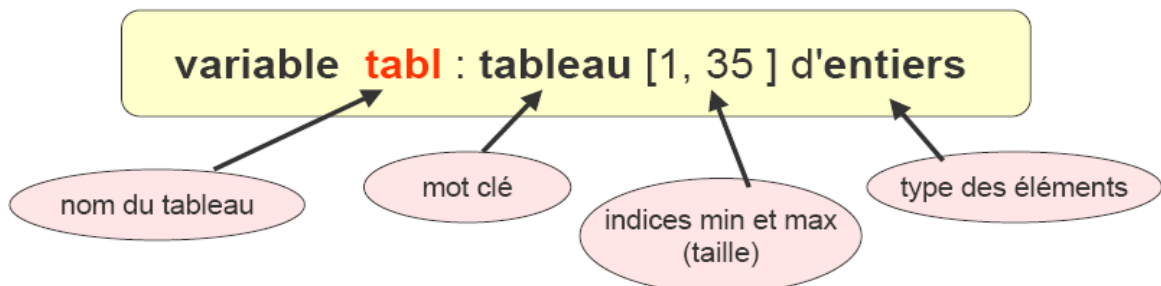 variable tabl : tableau [1, 35 ] d'entiers
nom du tableau
mot clé
indices min et max
(taille)
type des éléments